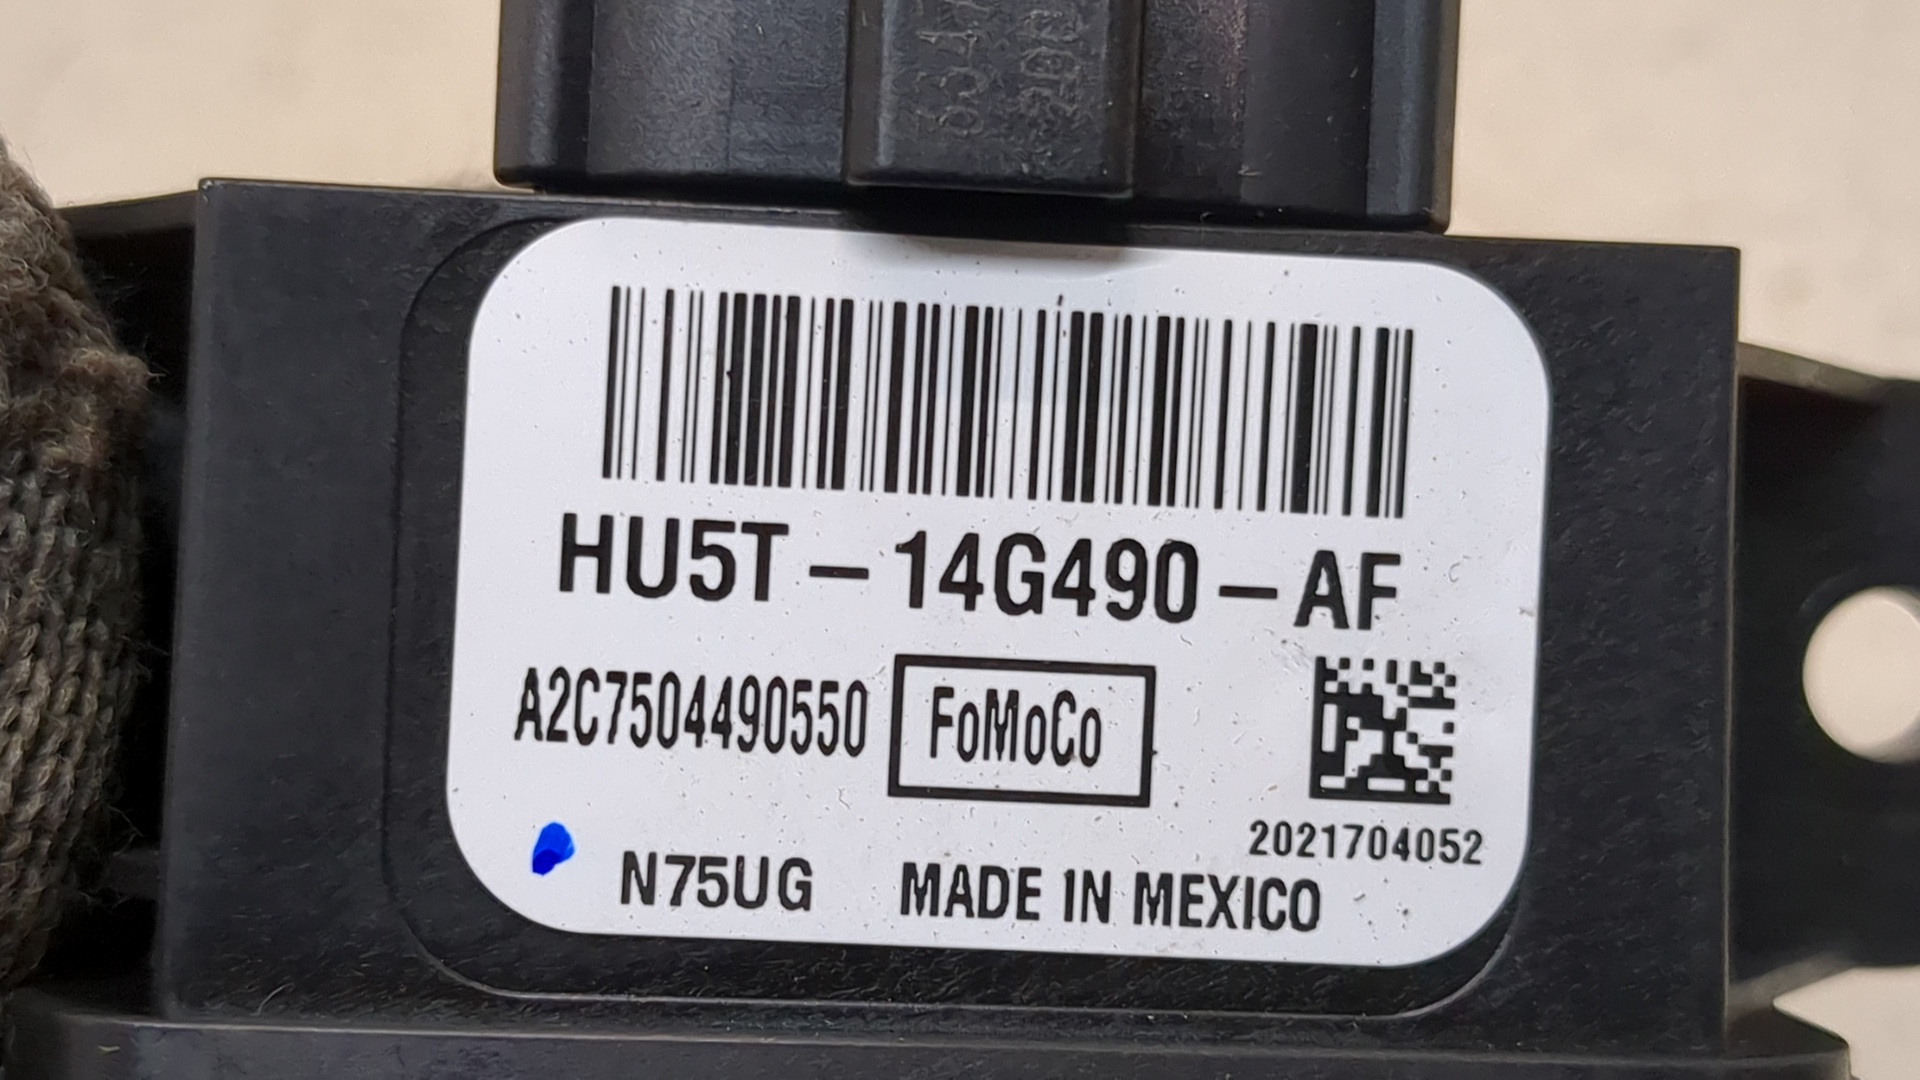 HU5T-14G490-AF
A2C7504490550
FoMoCo
2021704052
N75UG MADE IN MEXICO